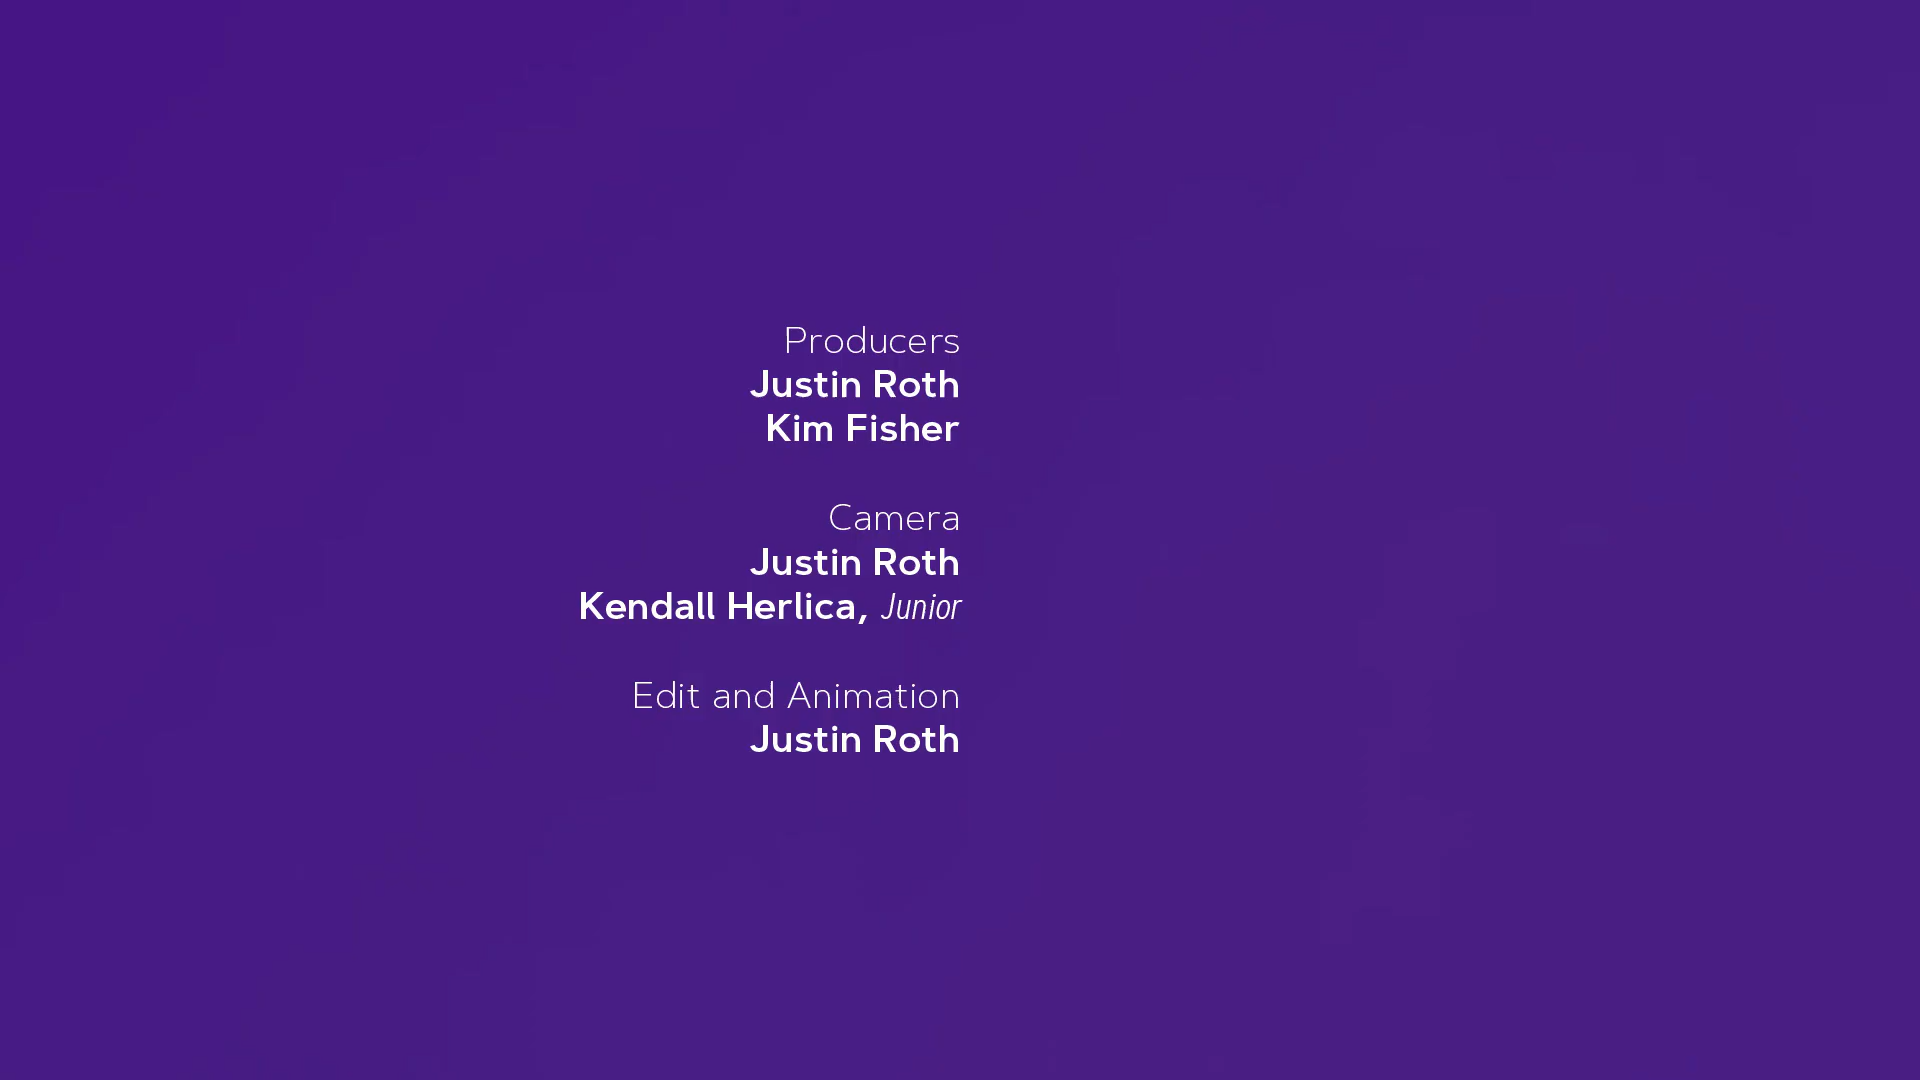 Producers
Justin Roth
Kim Fisher
Camera
Justin Roth
Kendall Herlica, Junior
Edit and Animation
Justin Roth